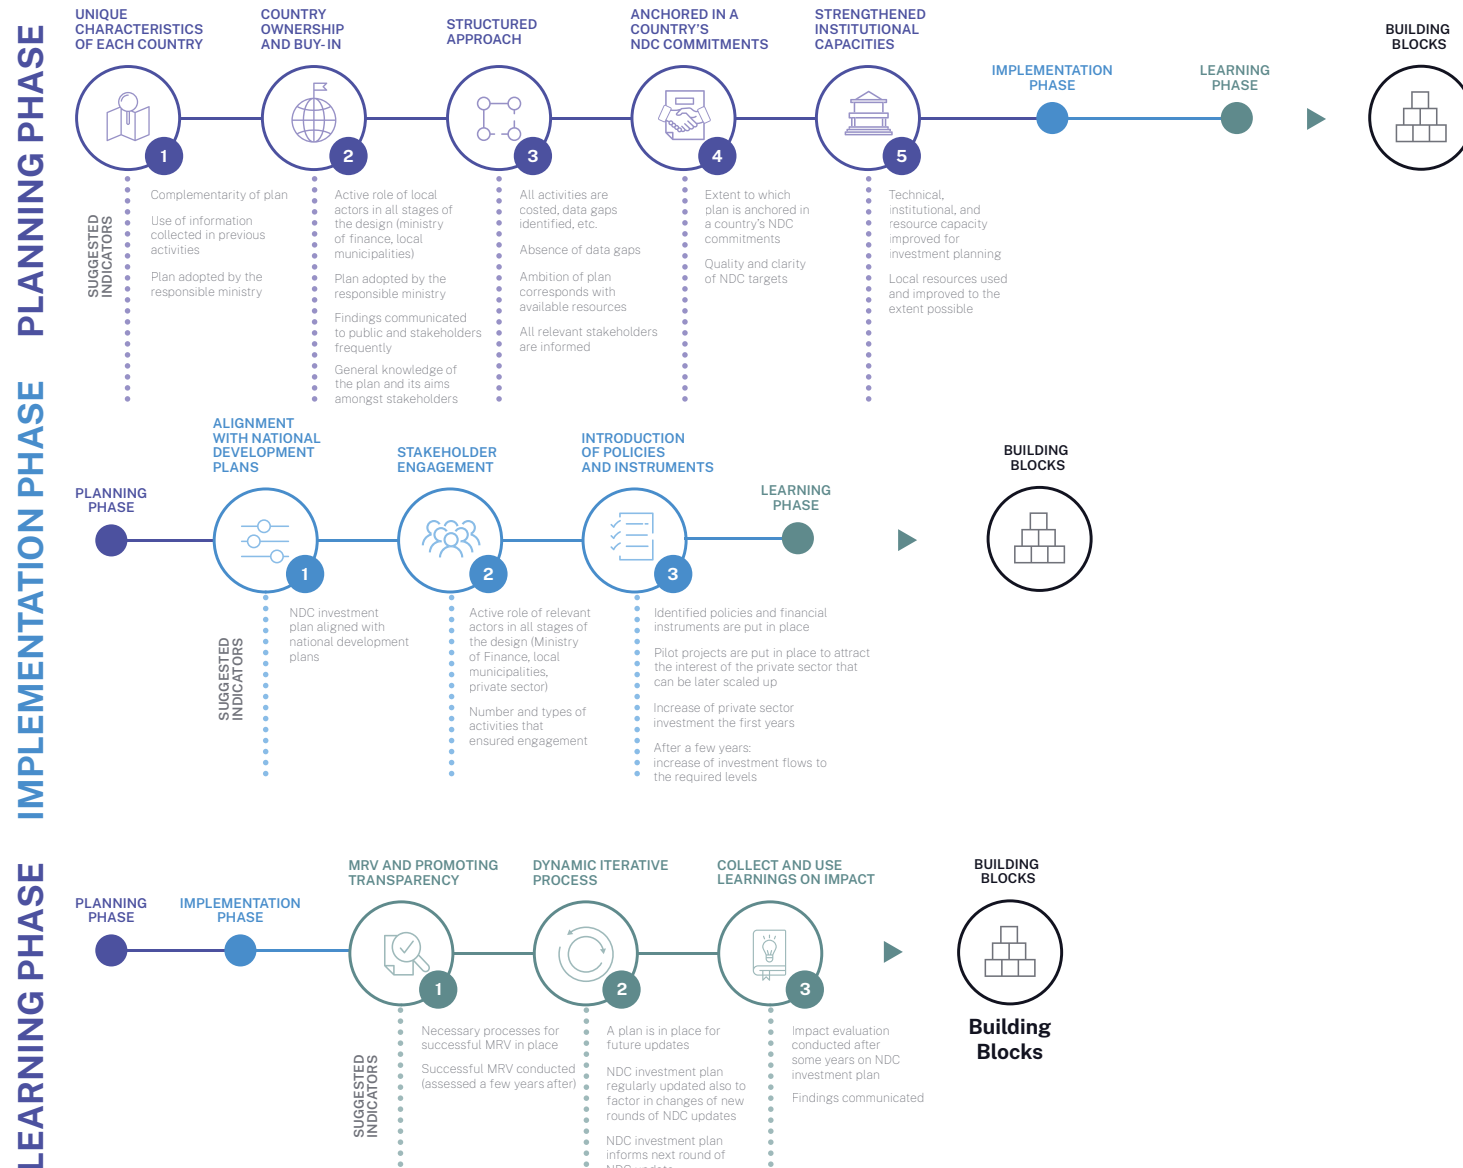 PLANNING PHASE
UNIQUE
CHARACTERISTICS
OF EACH COUNTRY
COUNTRY
OWNERSHIP
AND BUY-IN
STRUCTURED
APPROACH
ANCHORED IN A
COUNTRY'S
NDC COMMITMENTS
STRENGTHENED
INSTITUTIONAL
CAPACITIES
IMPLEMENTATION
PHASE
LEARNING
PHASE
BUILDING
BLOCKS
1
2
3
4
5
SUGGESTED
INDICATORS
Complementarity of plan
Use of information
collected in previous
activities
Plan adopted by the
responsible ministry
Active role of local
actors in all stages of
the design (ministry
of finance, local
municipalities)
Plan adopted by the
responsible ministry
Findings communicated
to public and stakeholders
frequently
General knowledge of
the plan and its aims
amongst stakeholders
All activities are
costed, data gaps
identified, etc.
Absence of data gaps
Ambition of plan
corresponds with
available resources
All relevant stakeholders
are informed
Extent to which
plan is anchored in
a country's NDC
commitments
Quality and clarity
of NDC targets
Technical,
institutional, and
resource capacity
improved for
investment planning
Local resources used
and improved to the
extent possible
IMPLEMENTATION PHASE
PLANNING
PHASE
ALIGNMENT
WITH NATIONAL
DEVELOPMENT
PLANS
STAKEHOLDER
ENGAGEMENT
INTRODUCTION
OF POLICIES
AND INSTRUMENTS
LEARNING
PHASE
BUILDING
BLOCKS
1
2
3
SUGGESTED
INDICATORS
NDC investment
plan aligned with
national development
plans
Active role of relevant
actors in all stages of
the design (Ministry
of Finance, local
municipalities,
private sector)
Number and types of
activities that
ensured engagement
Identified policies and financial
instruments are put in place
Pilot projects are put in place to attract
the interest of the private sector that
can be later scaled up
Increase of private sector
investment the first years
After a few years:
increase of investment flows to
the required levels
LEARNING PHASE
PLANNING
PHASE
IMPLEMENTATION
PHASE
MRV AND PROMOTING
TRANSPARENCY
DYNAMIC ITERATIVE
PROCESS
COLLECT AND USE
LEARNINGS ON IMPACT
BUILDING
BLOCKS
1
2
3
Building
Blocks
SUGGESTED
INDICATORS
Necessary processes for
successful MRV in place
Successful MRV conducted
(assessed a few years after)
A plan is in place for
future updates
NDC investment plan
regularly updated also to
factor in changes of new
rounds of NDC updates
NDC investment plan
informs next round of
Impact evaluation
conducted after
some years on NDC
investment plan
Findings communicated